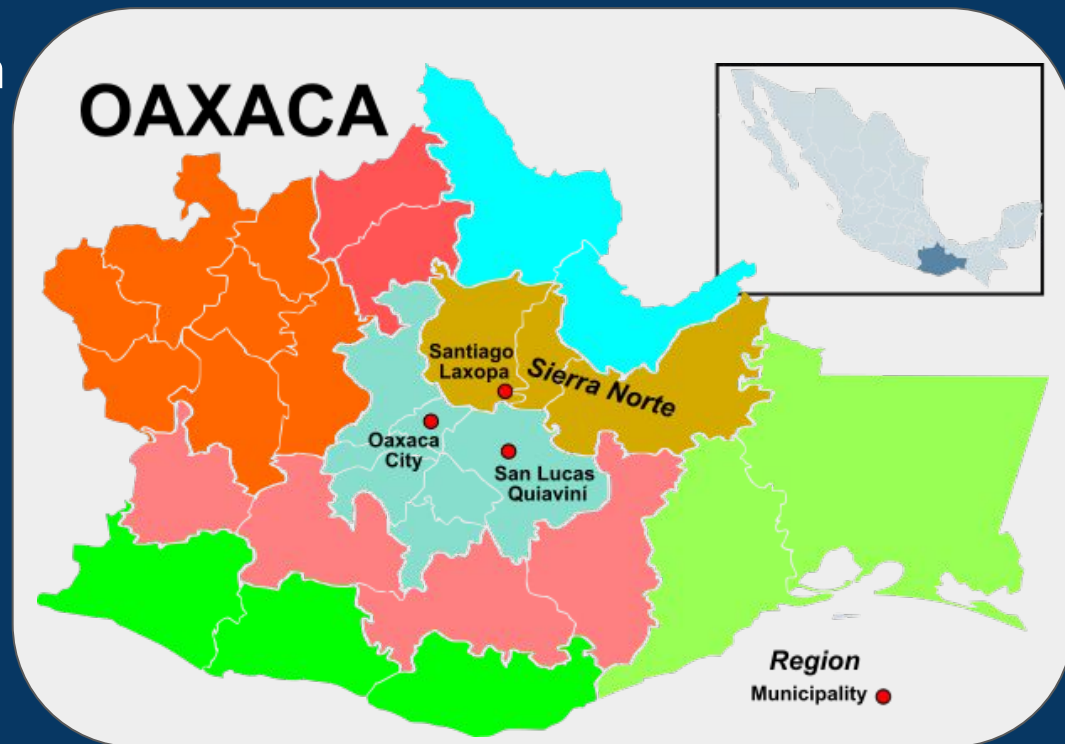 OAXACA
Santiago
Laxopa
Sierra Norte
Oaxaca
City
San Lucas
Quiaviní
Region
Municipality